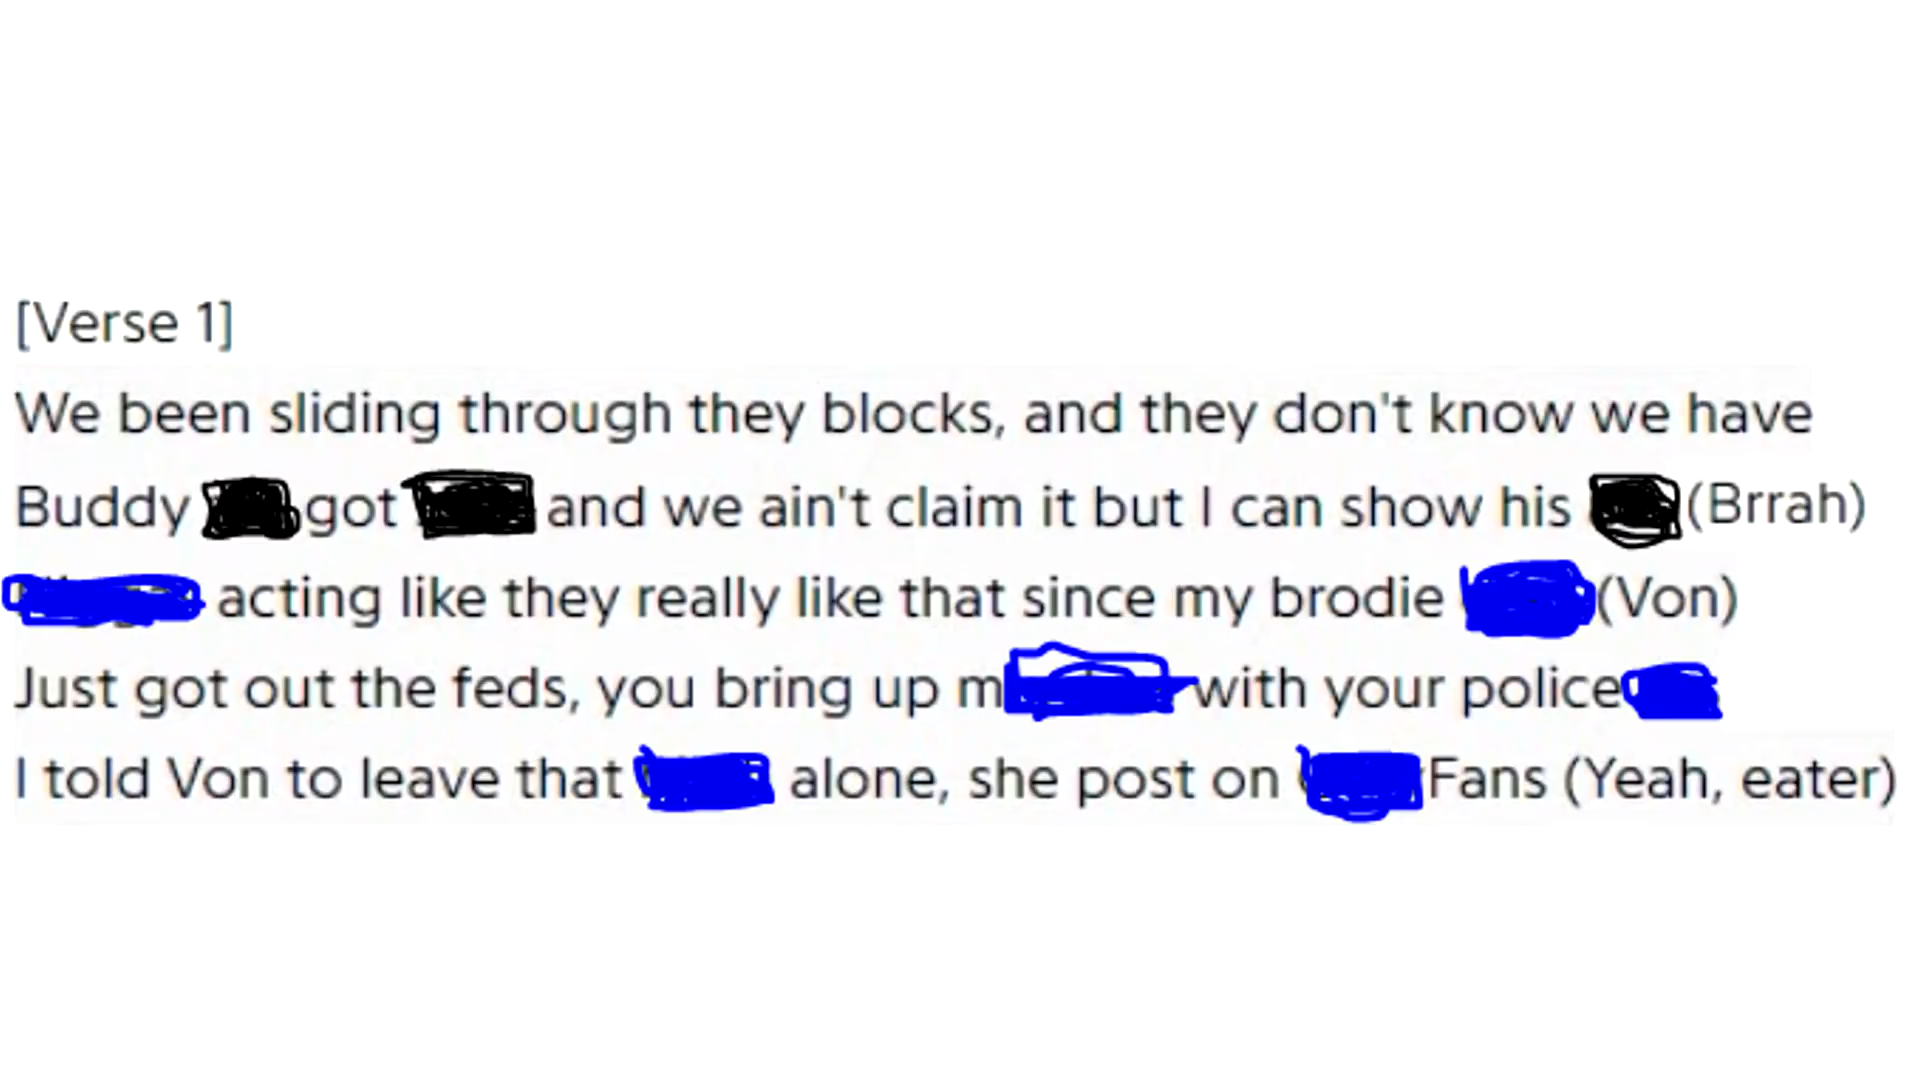 [Verse 1]
We been sliding through they blocks, and they don't know we have
Buddy got and we ain't claim it but I can show his (Brrah)
acting like they really like that since my brodie (Von)
Just got out the feds, you bring up m with your police
I told Von to leave that alone, she post on Fans (Yeah, eater)